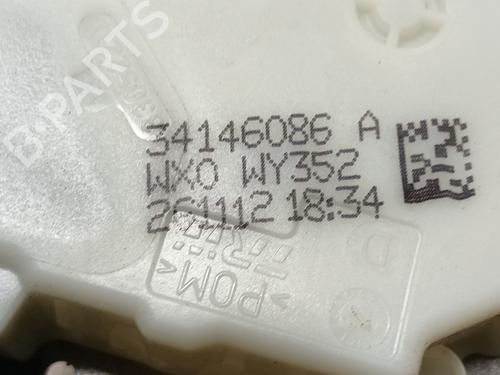 B-PARTS
34146086 A
WX0 WY352
261112 18:34
>POM<